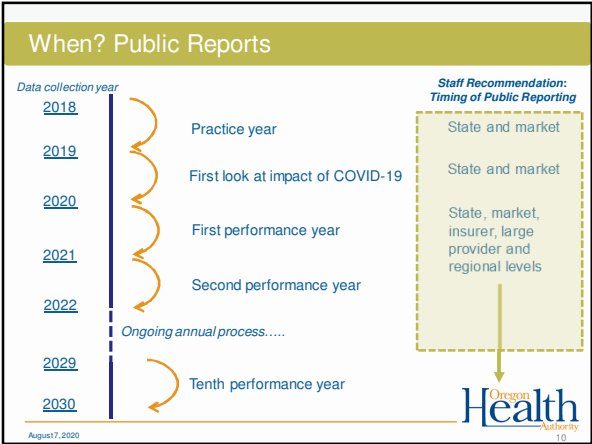 When? Public Reports
Data collection year
2018
2019
2020
2021
2022
2029
2030
Practice year
First look at impact of COVID-19
First performance year
Second performance year
Ongoing annual process.....
Tenth performance year
Staff Recommendation:
Timing of Public Reporting
State and market
State and market
State, market,
insurer, large
provider and
regional levels
Oregon
Health
Authority
August 7, 2020
10